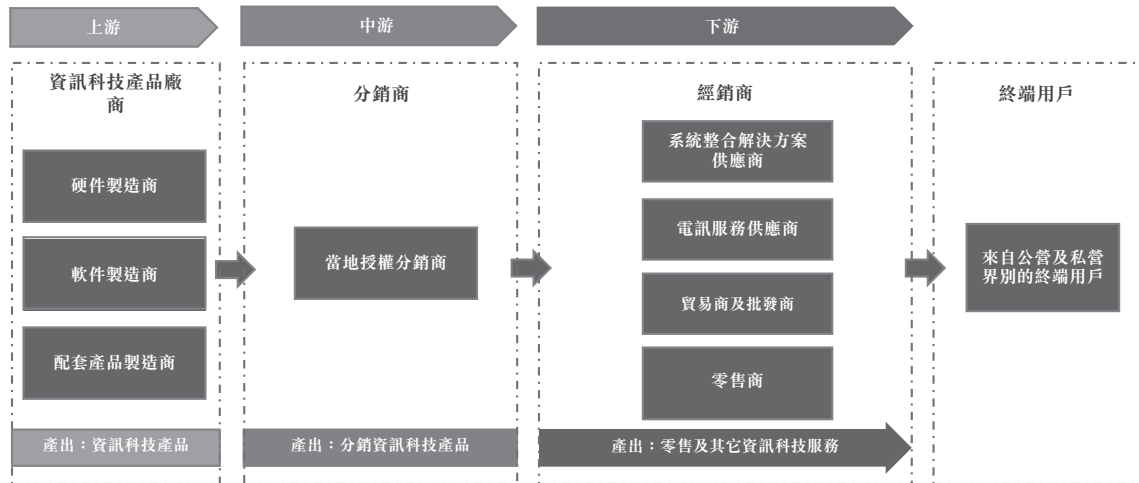 上游
中游
下游
資訊科技產品廠
商
硬件製造商
軟件製造商
配套產品製造商
產出：資訊科技產品
分銷商
當地授權分銷商
產出：分銷資訊科技產品
經銷商
系統整合解決方案
供應商
電訊服務供應商
貿易商及批發商
零售商
產出：零售及其它資訊科技服務
終端用戶
來自公營及私營
界別的終端用戶